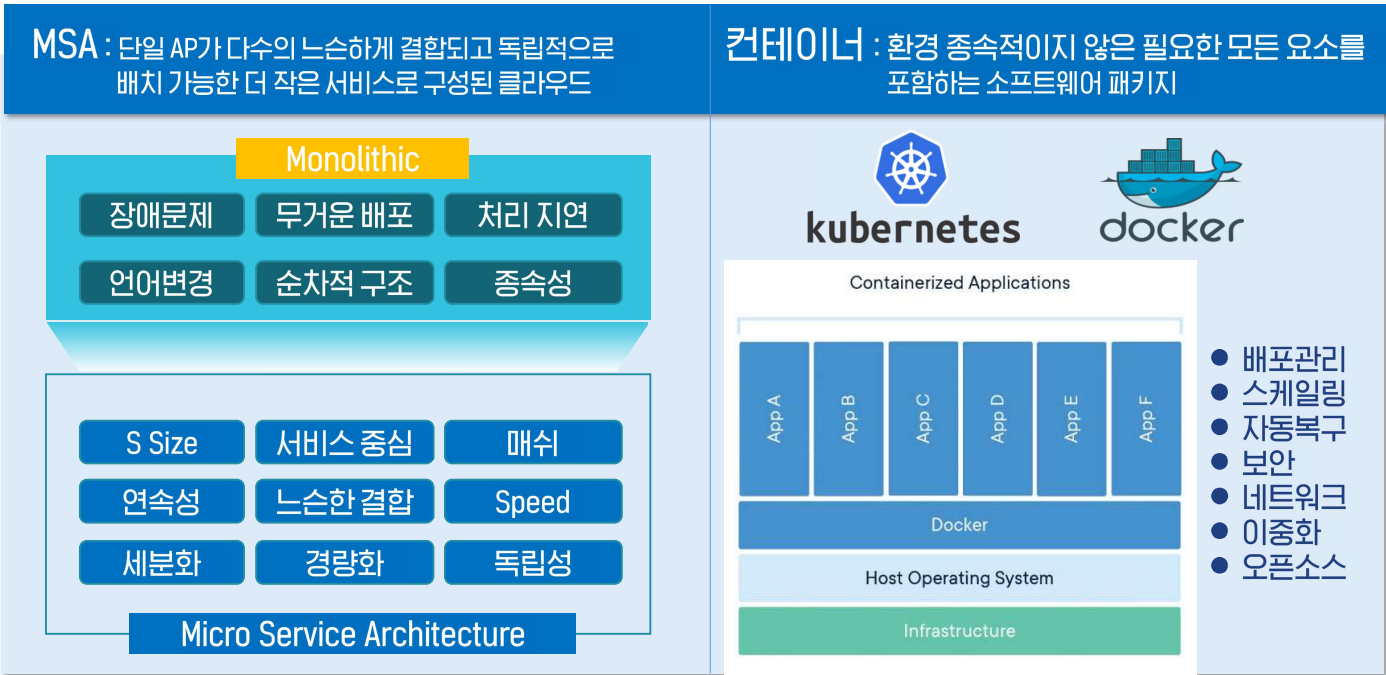 MSA : 단일 AP가 다수의 느슨하게 결합되고 독립적으로
배치 가능한 더 작은 서비스로 구성된 클라우드
Monolithic
장애문제 무거운 배포 처리 지연
언어변경 순차적 구조 종속성
S Size 서비스 중심 매쉬
연속성 느슨한 결합 Speed
세분화 경량화 독립성
Micro Service Architecture
컨테이너 : 환경 종속적이지 않은 필요한 모든 요소를
포함하는 소프트웨어 패키지
kubernetes docker
Containerized Applications
App A App B App C App D App E App F
Docker
Host Operating System
Infrastructure
● 배포관리
● 스케일링
● 자동복구
● 보안
● 네트워크
● 이중화
● 오픈소스